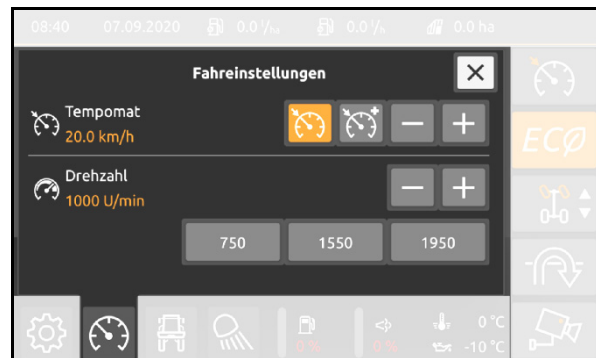 08:40 07.09.2020 0.0 l/ha 0.0 l/h 0.0 ha
Fahreinstellungen
Tempomat
20.0 km/h
Drehzahl
1000 U/min
750 1550 1950
ECO
0 % 0 % 0 °C
-10 °C